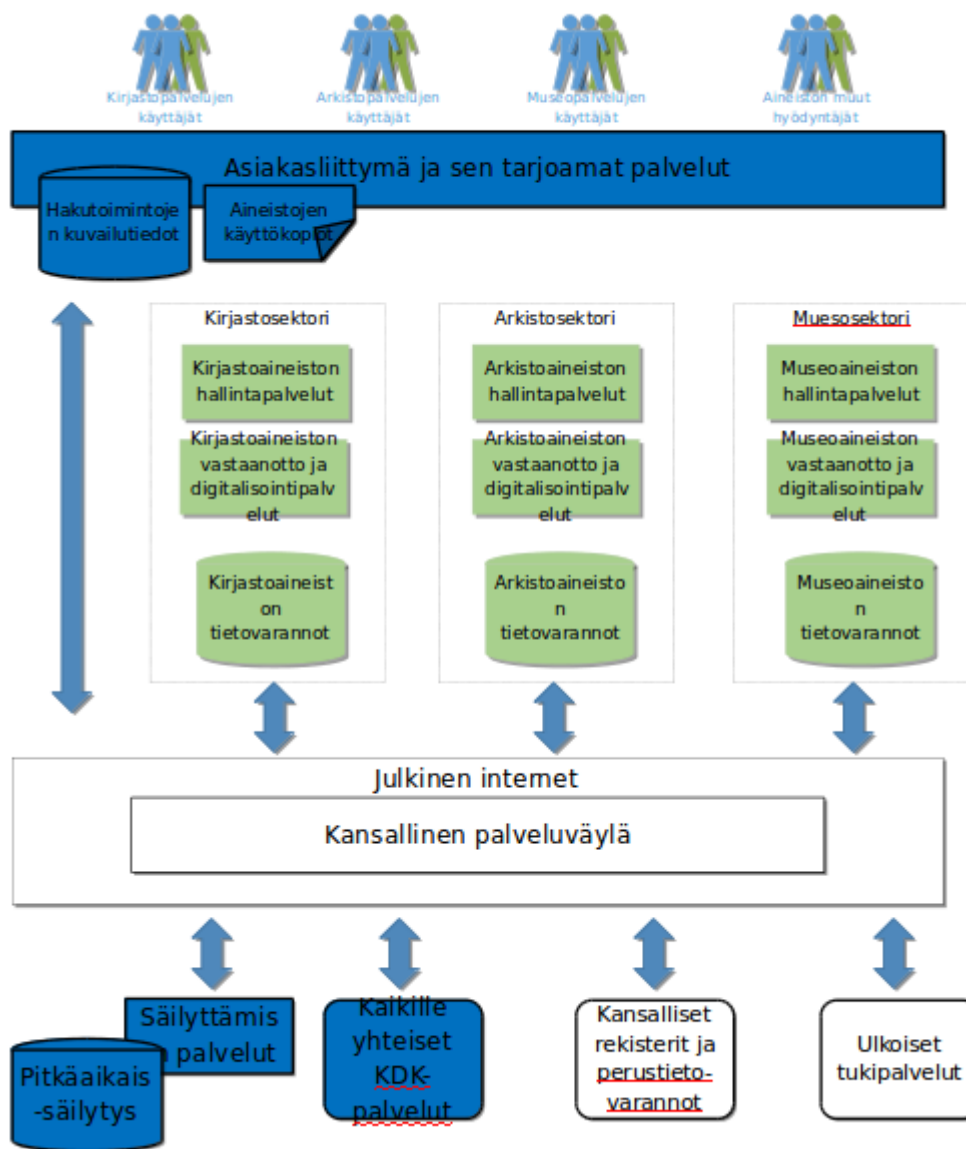 Kirjastopalvelujen
käyttäjät
Arkistopalvelujen
käyttäjät
Museopalvelujen
käyttäjät
Aineiston muut
hyödyntäjät
Asiakasliittymä ja sen tarjoamat palvelut
Hakutoimintoje
n kuvailutiedot
Aineistojen
käyttökopiot
Kirjastosektori
Kirjastoaineiston
hallintapalvelut
Kirjastoaineiston
vastaanotto ja
digitalisointipalv
elut
Kirjastoaineist
on
tietovarannot
Arkistosektori
Arkistoaineiston
hallintapalvelut
Arkistoaineiston
vastaanotto ja
digitalisointipalv
elut
Arkistoaineisto
n
tietovarannot
Muesosektori
Museoaineiston
hallintapalvelut
Museoaineiston
vastaanotto ja
digitalisointipalv
elut
Museoaineisto
n
tietovarannot
Julkinen internet
Kansallinen palveluväylä
Säilyttämis
n palvelut
Pitkäaikais
-säilytys
Kaikille
yhteiset
KDK-
palvelut
Kansalliset
rekisterit ja
perustieto-
varannot
Ulkoiset
tukipalvelut